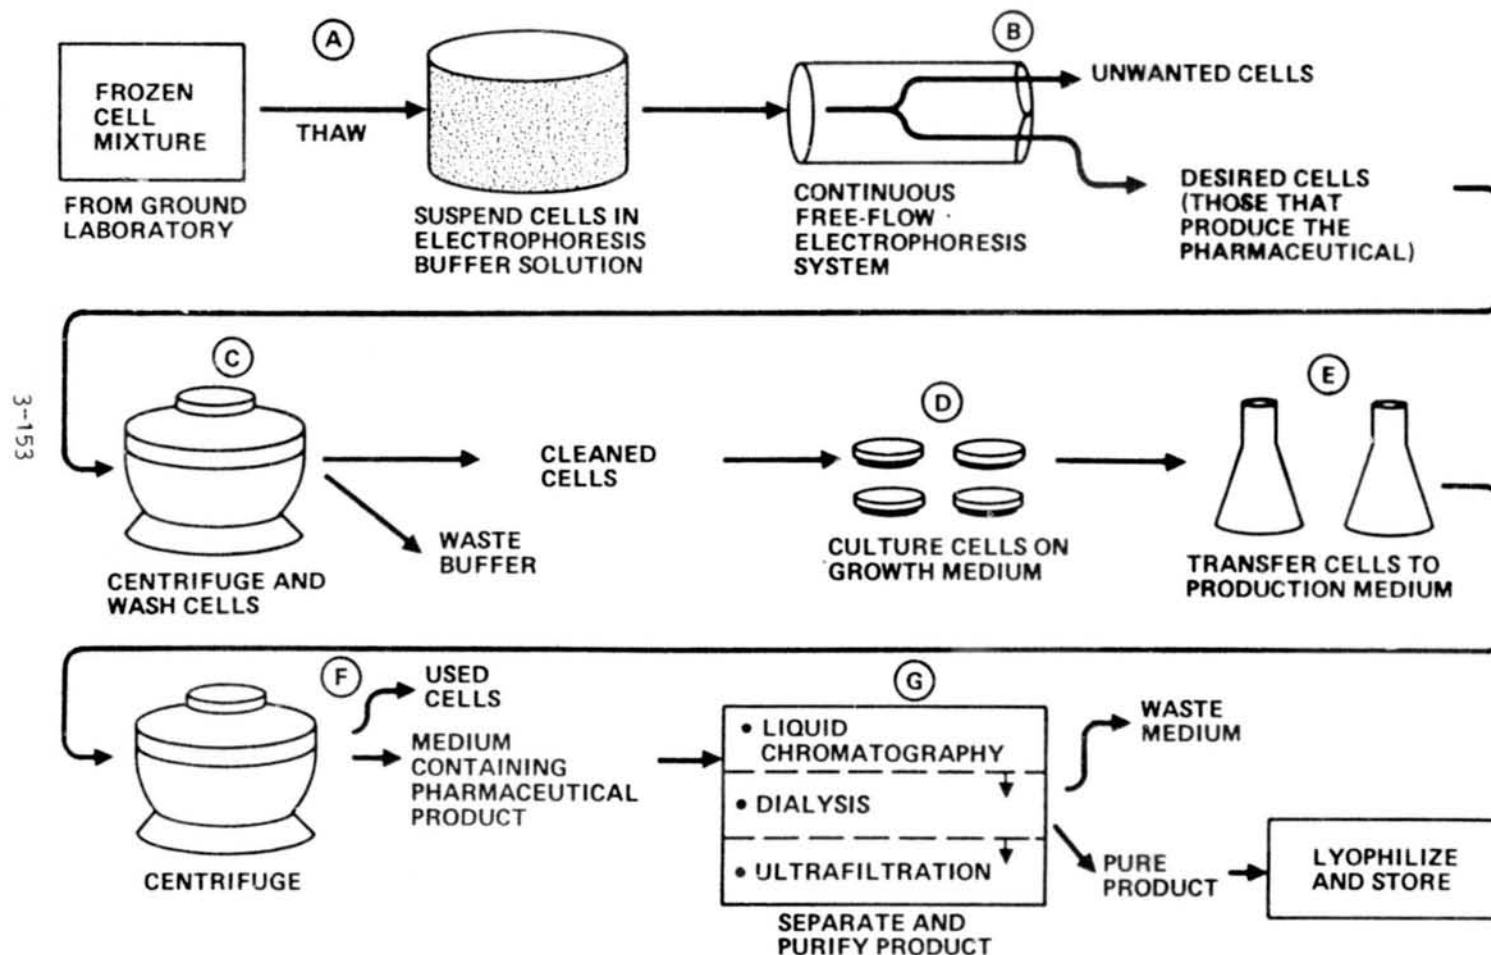 A
B
FROZEN
CELL
MIXTURE
THAW
FROM GROUND
LABORATORY
SUSPEND CELLS IN
ELECTROPHORESIS
BUFFER SOLUTION
CONTINUOUS
FREE-FLOW
ELECTROPHORESIS
SYSTEM
UNWANTED CELLS
DESIRED CELLS
(THOSE THAT
PRODUCE THE
PHARMACEUTICAL)
3-153
C
CENTRIFUGE AND
WASH CELLS
CLEANED
CELLS
WASTE
BUFFER
D
CULTURE CELLS ON
GROWTH MEDIUM
E
TRANSFER CELLS TO
PRODUCTION MEDIUM
CENTRIFUGE
F
USED
CELLS
MEDIUM
CONTAINING
PHARMACEUTICAL
PRODUCT
G
• LIQUID
CHROMATOGRAPHY
• DIALYSIS
• ULTRAFILTRATION
SEPARATE AND
PURIFY PRODUCT
WASTE
MEDIUM
PURE
PRODUCT
LYOPHILIZE
AND STORE